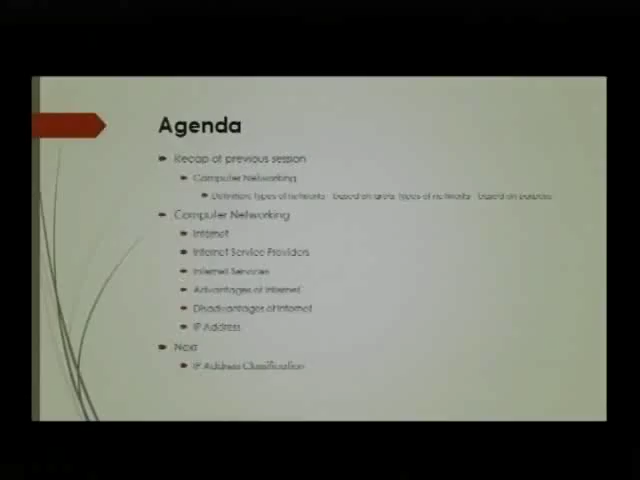 Agenda
Recap of previous session
Computer Networking
Definition, types of networks - based on area, types of networks - based on purpose
Computer Networking
Internet
Internet Service Providers
Internet Services
Advantages of Internet
Disadvantages of Internet
IP Address
Next
IP Address Classification